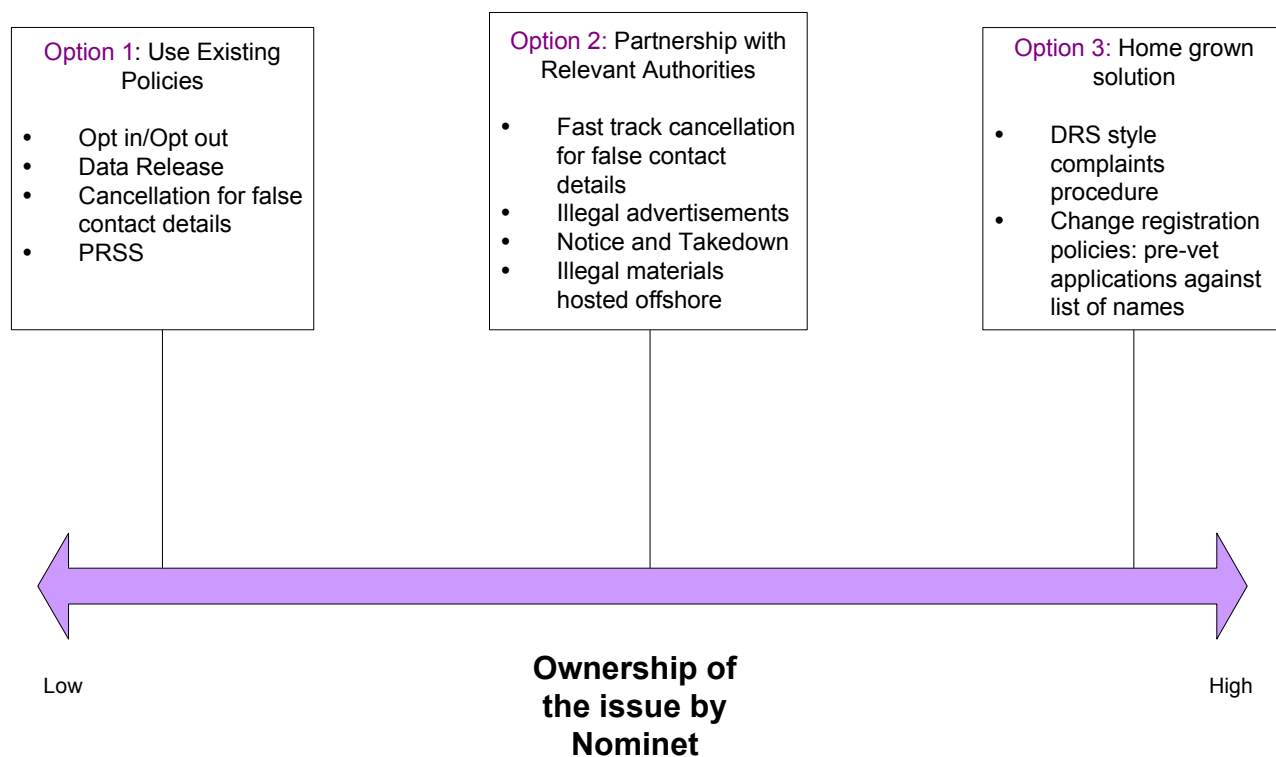 Option 1: Use Existing
Policies
• Opt in/Opt out
• Data Release
• Cancellation for false
contact details
• PRSS
Option 2: Partnership with
Relevant Authorities
• Fast track cancellation
for false contact
details
• Illegal advertisements
• Notice and Takedown
• Illegal materials
hosted offshore
Option 3: Home grown
solution
• DRS style
complaints
procedure
• Change registration
policies: pre-vet
applications against
list of names
Low
Ownership of
the issue by
Nominet
High